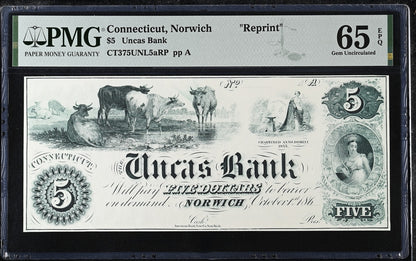 PMG
PAPER MONEY GUARANTY
Connecticut, Norwich "Reprint"
$5 Uncas Bank
CT375UNL5aRP pp A
65 EPQ
Gem Uncirculated
No.
5
CONNECTICUT.
THE
Uncas Bank
5
Will pay FIVE DOLLARS to bearer
on demand. NORWICH October 1st 186
FIVE
Cash.r Pres.t